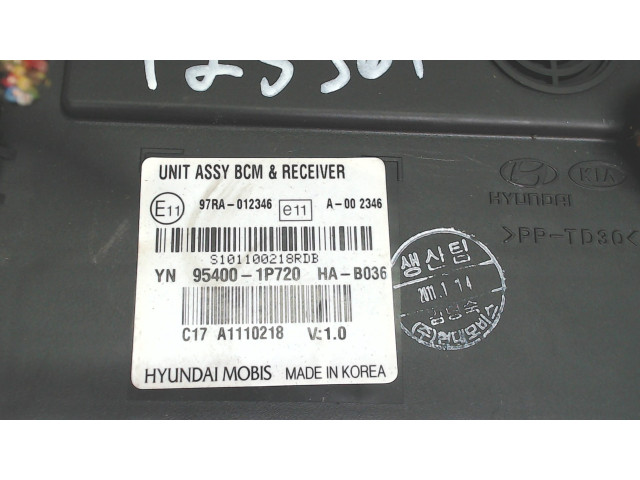 UNIT ASSY BCM & RECEIVER
E11 97RA-012346 e11 A-00 2346
S101100218RDB
YN 95400-1P720 HA-B036
C17 A1110218 V:1.0
HYUNDAI MOBIS MADE IN KOREA
HYUNDAI KIA
>PP-TD30<
생산팀
2011.1.14